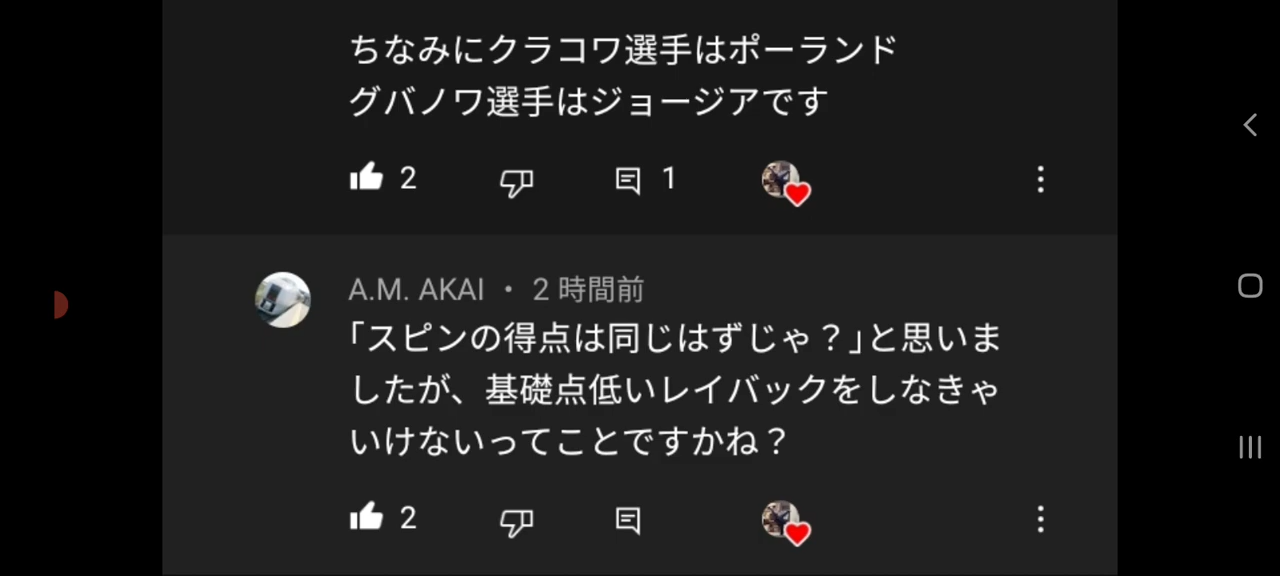 ちなみにクラコワ選手はポーランド
グバノワ選手はジョージアです
2
1
A.M. AKAI ・ 2 時間前
「スピンの得点は同じはずじゃ？」と思いま
したが、基礎点低いレイバックをしなきゃ
いけないってことですかね？
2